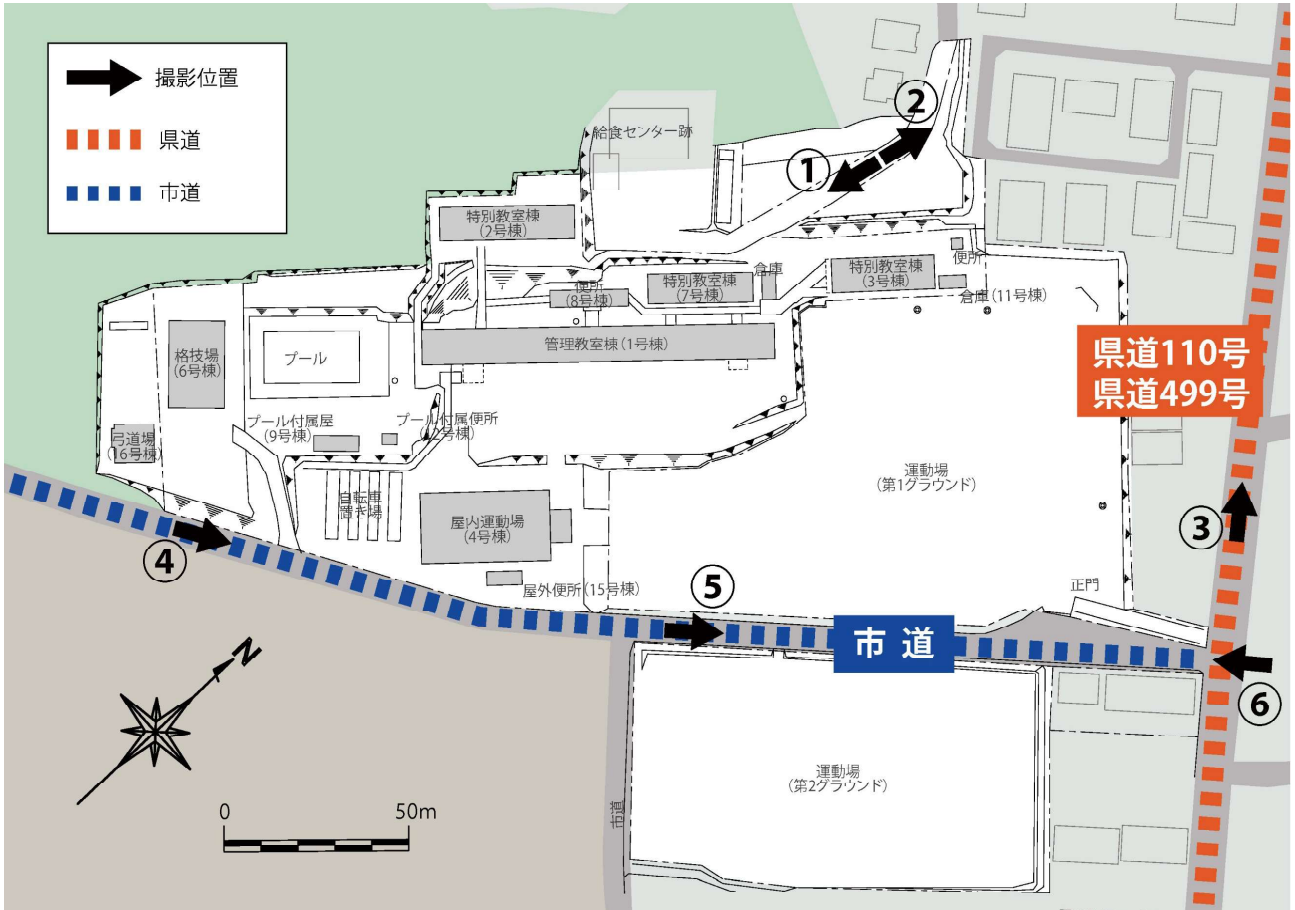 撮影位置
県道
市道
②
給食センター跡
①
特別教室棟
(2号棟)
便所
倉庫
特別教室棟
(3号棟)
特別教室棟
(7号棟)
便所
(8号棟)
倉庫(11号棟)
管理教室棟(1号棟)
格技場
(6号棟)
プール
県道110号
県道499号
プール付属屋
(9号棟)
プール付属便所
(12号棟)
弓道場
(16号棟)
運動場
(第1グラウンド)
自転車
置き場
屋内運動場
(4号棟)
③
④
屋外便所(15号棟)
⑤
正門
市道
⑥
N
運動場
(第2グラウンド)
市道
0
50m